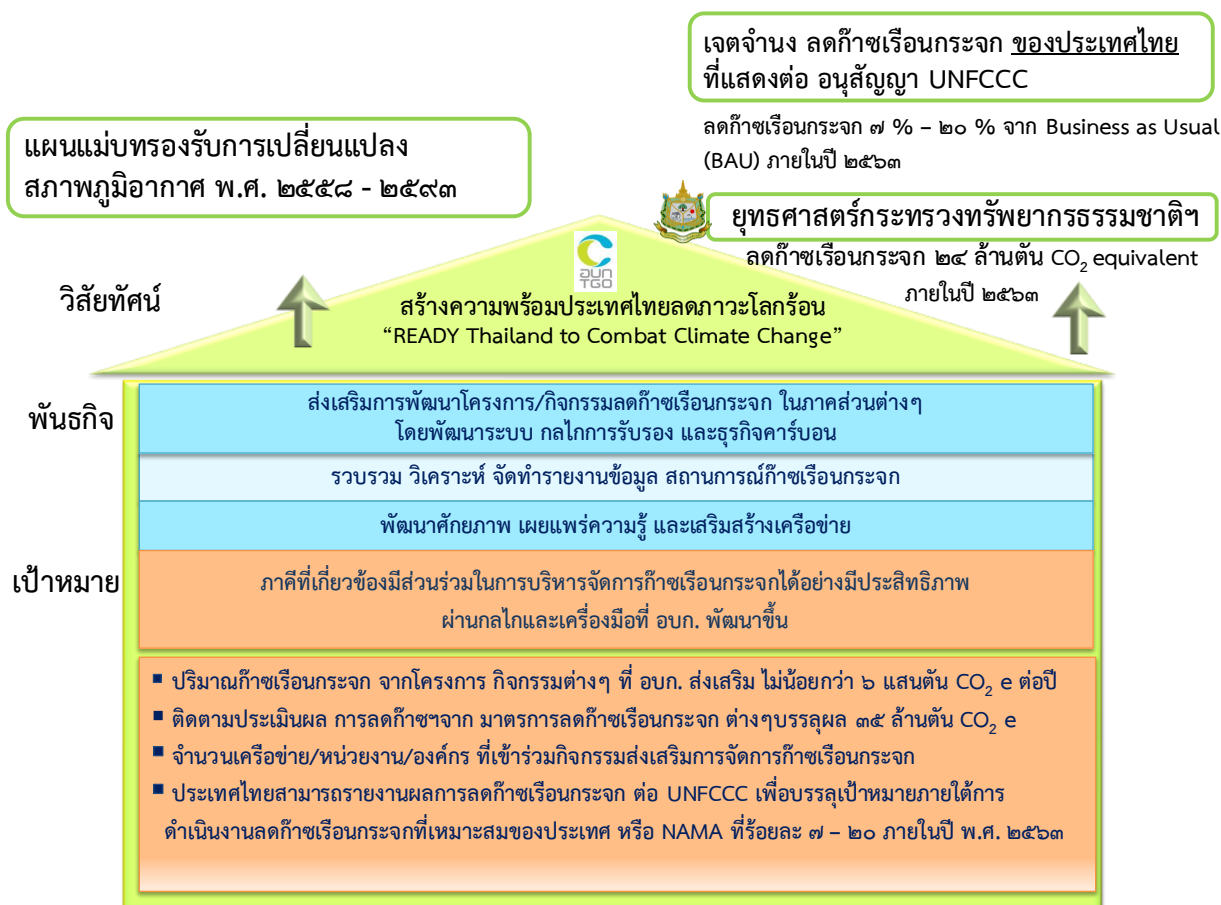 เจตจำนง ลดก๊าซเรือนกระจก ของประเทศไทย
ที่แสดงต่อ อนุสัญญา UNFCCC
ลดก๊าซเรือนกระจก ๗ % – ๒๐ % จาก Business as Usual
(BAU) ภายในปี ๒๕๖๓
แผนแม่บทรองรับการเปลี่ยนแปลง
สภาพภูมิอากาศ พ.ศ. ๒๕๕๘ - ๒๕๙๓
ยุทธศาสตร์กระทรวงทรัพยากรธรรมชาติฯ
ลดก๊าซเรือนกระจก ๒๔ ล้านตัน CO2 equivalent
ภายในปี ๒๕๖๓
อบก
TGO
วิสัยทัศน์
สร้างความพร้อมประเทศไทยลดภาวะโลกร้อน
“READY Thailand to Combat Climate Change”
พันธกิจ
ส่งเสริมการพัฒนาโครงการ/กิจกรรมลดก๊าซเรือนกระจก ในภาคส่วนต่างๆ
โดยพัฒนาระบบ กลไกการรับรอง และธุรกิจคาร์บอน
รวบรวม วิเคราะห์ จัดทำรายงานข้อมูล สถานการณ์ก๊าซเรือนกระจก
พัฒนาศักยภาพ เผยแพร่ความรู้ และเสริมสร้างเครือข่าย
เป้าหมาย
ภาคีที่เกี่ยวข้องมีส่วนร่วมในการบริหารจัดการก๊าซเรือนกระจกได้อย่างมีประสิทธิภาพ
ผ่านกลไกและเครื่องมือที่ อบก. พัฒนาขึ้น
▪ ปริมาณก๊าซเรือนกระจก จากโครงการ กิจกรรมต่างๆ ที่ อบก. ส่งเสริม ไม่น้อยกว่า ๖ แสนตัน CO2 e ต่อปี
▪ ติดตามประเมินผล การลดก๊าซฯจาก มาตรการลดก๊าซเรือนกระจก ต่างๆบรรลุผล ๓๕ ล้านตัน CO2 e
▪ จำนวนเครือข่าย/หน่วยงาน/องค์กร ที่เข้าร่วมกิจกรรมส่งเสริมการจัดการก๊าซเรือนกระจก
▪ ประเทศไทยสามารถรายงานผลการลดก๊าซเรือนกระจก ต่อ UNFCCC เพื่อบรรลุเป้าหมายภายใต้การ
ดำเนินงานลดก๊าซเรือนกระจกที่เหมาะสมของประเทศ หรือ NAMA ที่ร้อยละ ๗ – ๒๐ ภายในปี พ.ศ. ๒๕๖๓